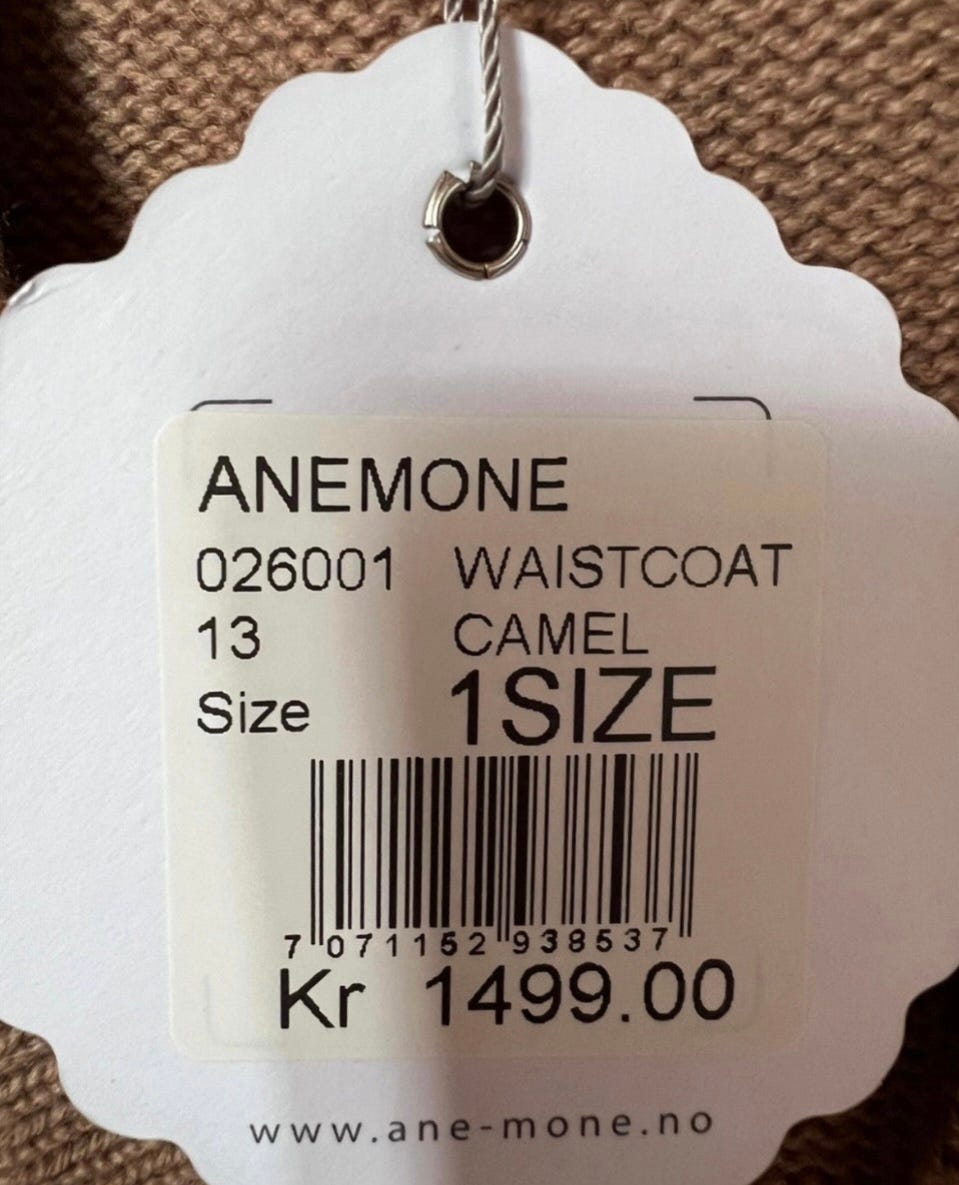 ANEMONE
026001 WAISTCOAT
13 CAMEL
Size 1SIZE
7 071152 938537
Kr 1499.00
www.ane-mone.no